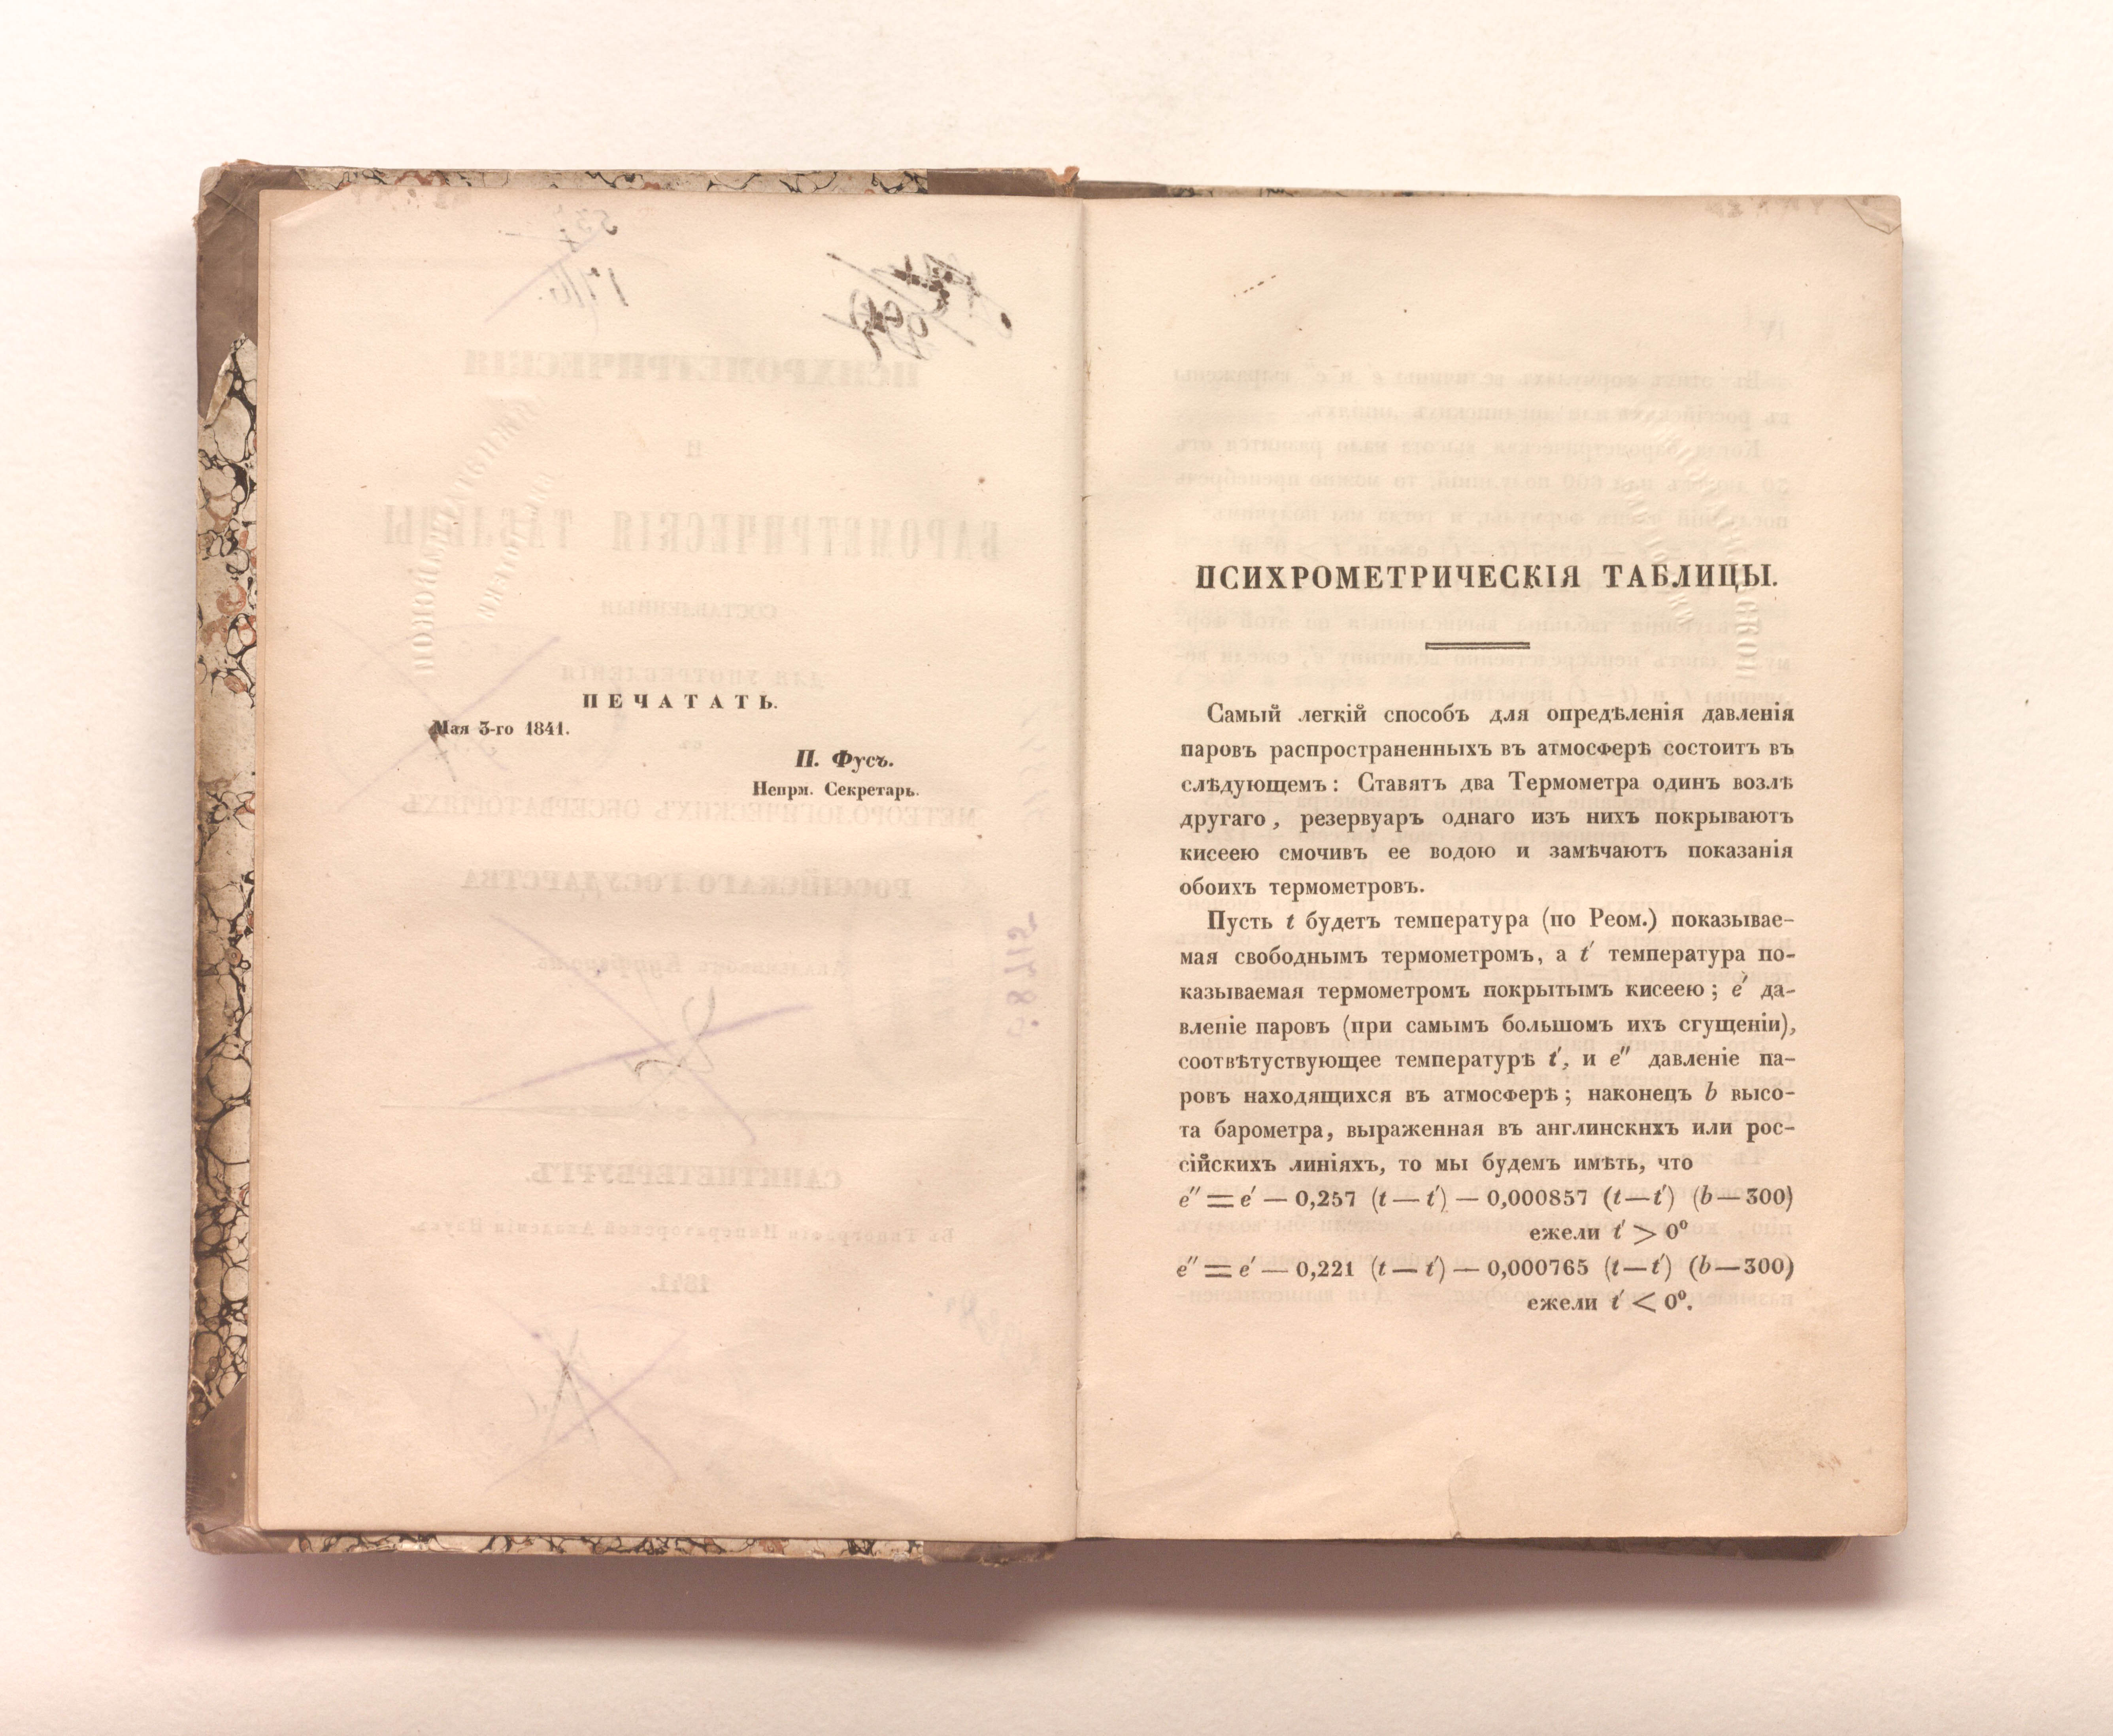 ПЕЧАТАТЬ.
Мая 3-го 1841.
П. Фусъ.
Непрм. Секретарь.
ПСИХРОМЕТРИЧЕСКІЯ ТАБЛИЦЫ.
Самый легкій способъ для опредѣленія давленія
паровъ распространенныхъ въ атмосферѣ состоитъ въ
слѣдующемъ: Ставятъ два Термометра одинъ возлѣ
другаго, резервуаръ однаго изъ нихъ покрываютъ
кисеею смочивъ ее водою и замѣчаютъ показанія
обоихъ термометровъ.
Пусть t будетъ температура (по Реом.) показывае-
мая свободнымъ термометромъ, а t′ температура по-
казываемая термометромъ покрытымъ кисеею; e′ да-
вленіе паровъ (при самымъ большомъ ихъ сгущеніи),
соотвѣтуствующее температурѣ t′, и e″ давленіе па-
ровъ находящихся въ атмосферѣ; наконецъ b высо-
та барометра, выраженная въ англинскихъ или рос-
сійскихъ линіяхъ, то мы будемъ имѣть, что
e″ = e′ — 0,257 (t — t′) — 0,000857 (t—t′) (b—300)
ежели t′ > 0°
e″ = e′ — 0,221 (t — t′) — 0,000765 (t—t′) (b—300)
ежели t′ < 0°.